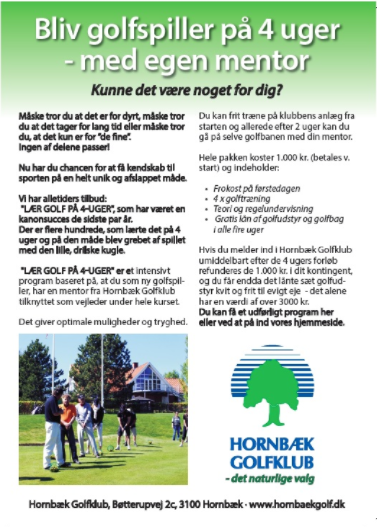 Bliv golfspiller på 4 uger
- med egen mentor
Kunne det være noget for dig?
Måske tror du at det er for dyrt, måske tror
du at det tager for lang tid eller måske tror
du, at det kun er for "de fine".
Ingen af delene passer!
Nu har du chancen for at få kendskab til
sporten på en helt unik og afslappet måde.
Vi har alletiders tilbud:
"LÆR GOLF PÅ 4-UGER", som har været en
kanonsucces de sidste par år.
Der er flere hundrede, som lærte det på 4
uger og på den måde blev grebet af spillet
med den lille, drilske kugle.
"LÆR GOLF PÅ 4-UGER" er et intensivt
program baseret på, at du som ny golfspil-
ler, har en mentor fra Hornbæk Golfklub
tilknyttet som vejleder under hele kurset.
Det giver optimale muligheder og tryghed.
Du kan frit træne på klubbens anlæg fra
starten og allerede efter 2 uger kan du
gå på selve golfbanen med din mentor.
Hele pakken koster 1.000 kr. (betales v.
start) og indeholder:
• Frokost på førstedagen
• 4 x golftræning
• Teori og regelundervisning
• Gratis lån af golfudstyr og golfbag
i alle fire uger
Hvis du melder ind i Hornbæk Golfklub
umiddelbart efter de 4 ugers forløb
refunderes de 1.000 kr. i dit kontingent,
og du får endda det lånte sæt golfud-
styr kvit og frit til evigt eje - det alene
har en værdi af over 3000 kr.
Du kan få et udførligt program her
eller ved at på ind vores hjemmeside.
HORNBÆK
GOLFKLUB
- det naturlige valg
Hornbæk Golfklub, Bøtterupvej 2c, 3100 Hornbæk · www.hornbaekgolf.dk